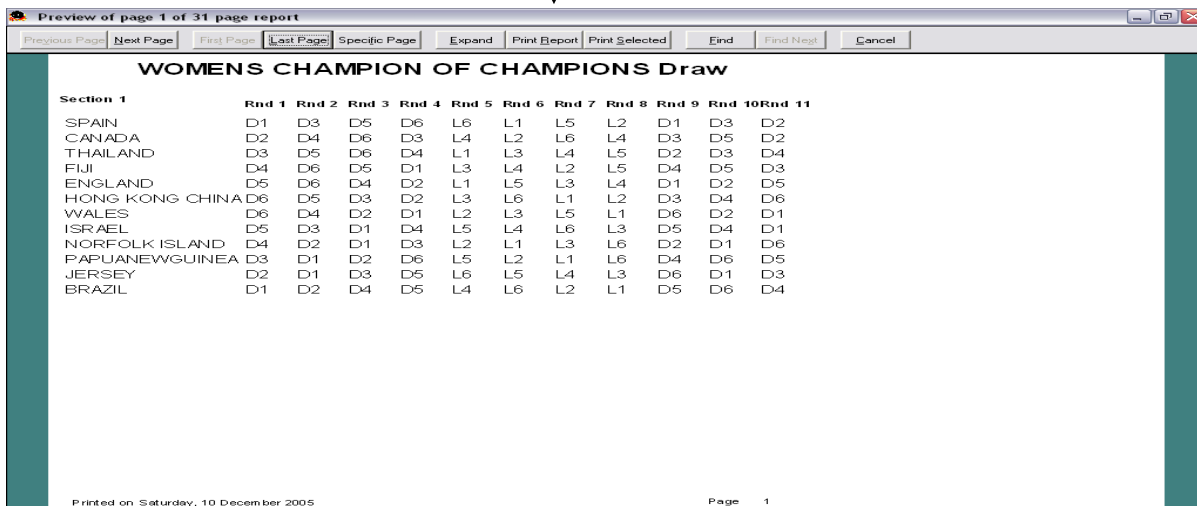 Preview of page 1 of 31 page report
Previous Page Next Page First Page Last Page Specific Page Expand Print Report Print Selected Find Find Next Cancel
WOMENS CHAMPION OF CHAMPIONS Draw
Section 1 Rnd 1 Rnd 2 Rnd 3 Rnd 4 Rnd 5 Rnd 6 Rnd 7 Rnd 8 Rnd 9 Rnd 10Rnd 11
SPAIN D1 D3 D5 D6 L6 L1 L5 L2 D1 D3 D2
CANADA D2 D4 D6 D3 L4 L2 L6 L4 D3 D5 D2
THAILAND D3 D5 D6 D4 L1 L3 L4 L5 D2 D3 D4
FIJI D4 D6 D5 D1 L3 L4 L2 L5 D4 D5 D3
ENGLAND D5 D6 D4 D2 L1 L5 L3 L4 D1 D2 D5
HONG KONG CHINA D6 D5 D3 D2 L3 L6 L1 L2 D3 D4 D6
WALES D6 D4 D2 D1 L2 L3 L5 L1 D6 D2 D1
ISRAEL D5 D3 D1 D4 L5 L4 L6 L3 D5 D4 D1
NORFOLK ISLAND D4 D2 D1 D3 L2 L1 L3 L6 D2 D1 D6
PAPUANEWGUINEA D3 D1 D2 D6 L5 L2 L1 L6 D4 D6 D5
JERSEY D2 D1 D3 D5 L6 L5 L4 L3 D6 D1 D3
BRAZIL D1 D2 D4 D5 L4 L6 L2 L1 D5 D6 D4
Printed on Saturday, 10 December 2005 Page 1